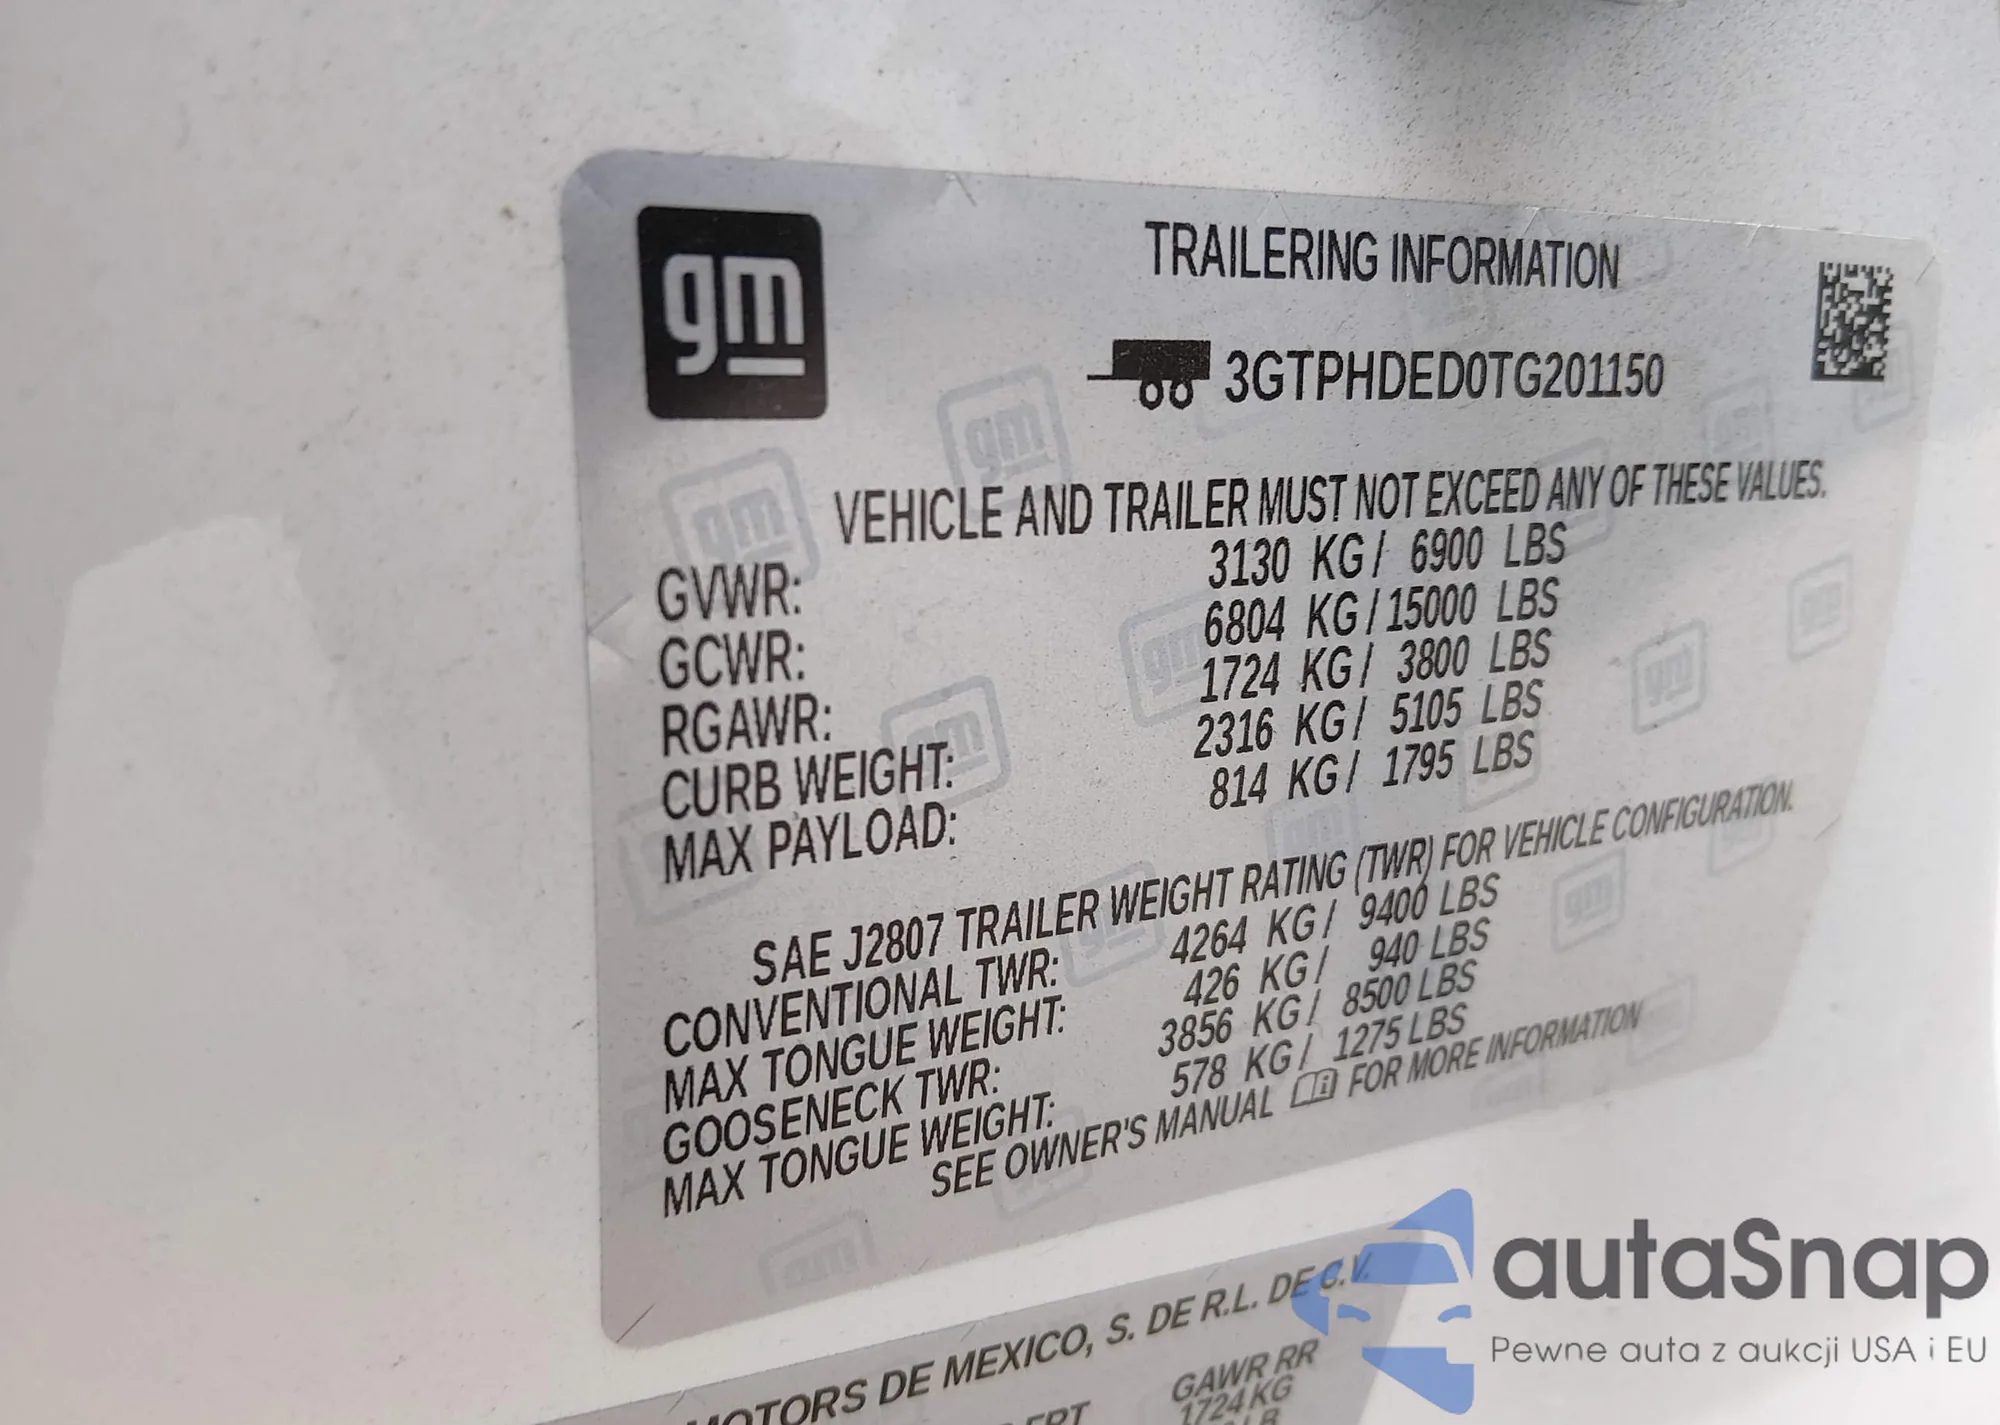 gm
TRAILERING INFORMATION
3GTPHDED0TG201150
VEHICLE AND TRAILER MUST NOT EXCEED ANY OF THESE VALUES.
GVWR: 3130 KG/ 6900 LBS
GCWR: 6804 KG/15000 LBS
RGAWR: 1724 KG/ 3800 LBS
CURB WEIGHT: 2316 KG/ 5105 LBS
MAX PAYLOAD: 814 KG/ 1795 LBS
SAE J2807 TRAILER WEIGHT RATING (TWR) FOR VEHICLE CONFIGURATION.
CONVENTIONAL TWR: 4264 KG/ 9400 LBS
MAX TONGUE WEIGHT: 426 KG/ 940 LBS
GOOSENECK TWR: 3856 KG/ 8500 LBS
MAX TONGUE WEIGHT: 578 KG/ 1275 LBS
SEE OWNER'S MANUAL FOR MORE INFORMATION
MOTORS DE MEXICO, S. DE R.L. DE C.V.
GAWR RR
1724 KG
autaSnap
Pewne auta z aukcji USA i EU